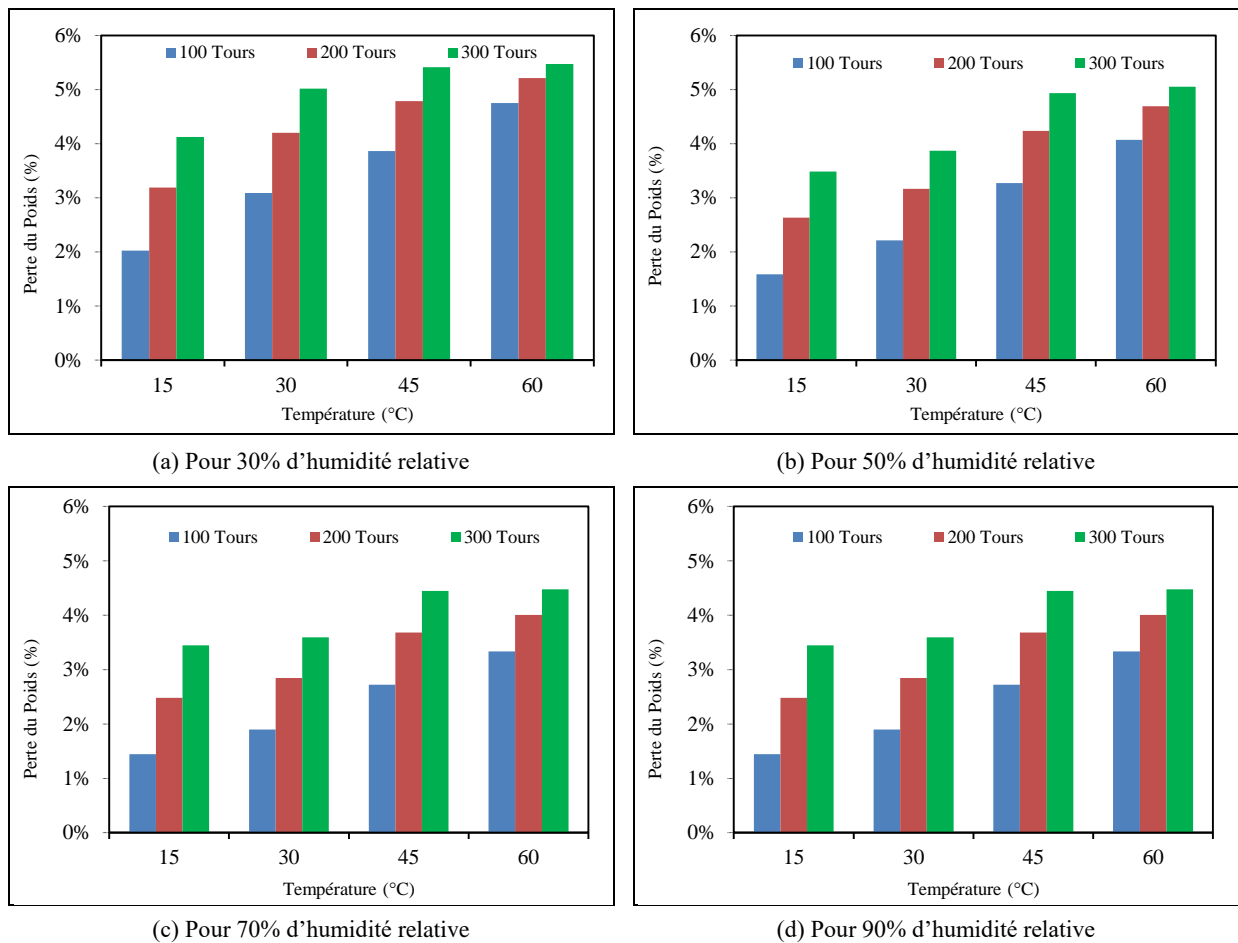 6%
5%
4%
3%
2%
1%
0%
Perte du Poids (%)
100 Tours 200 Tours 300 Tours
15 30 45 60
Température (°C)
(a) Pour 30% d’humidité relative
6%
5%
4%
3%
2%
1%
0%
Perte du Poids (%)
100 Tours 200 Tours 300 Tours
15 30 45 60
Température (°C)
(b) Pour 50% d’humidité relative
6%
5%
4%
3%
2%
1%
0%
Perte du Poids (%)
100 Tours 200 Tours 300 Tours
15 30 45 60
Température (°C)
(c) Pour 70% d’humidité relative
6%
5%
4%
3%
2%
1%
0%
Perte du Poids (%)
100 Tours 200 Tours 300 Tours
15 30 45 60
Température (°C)
(d) Pour 90% d’humidité relative